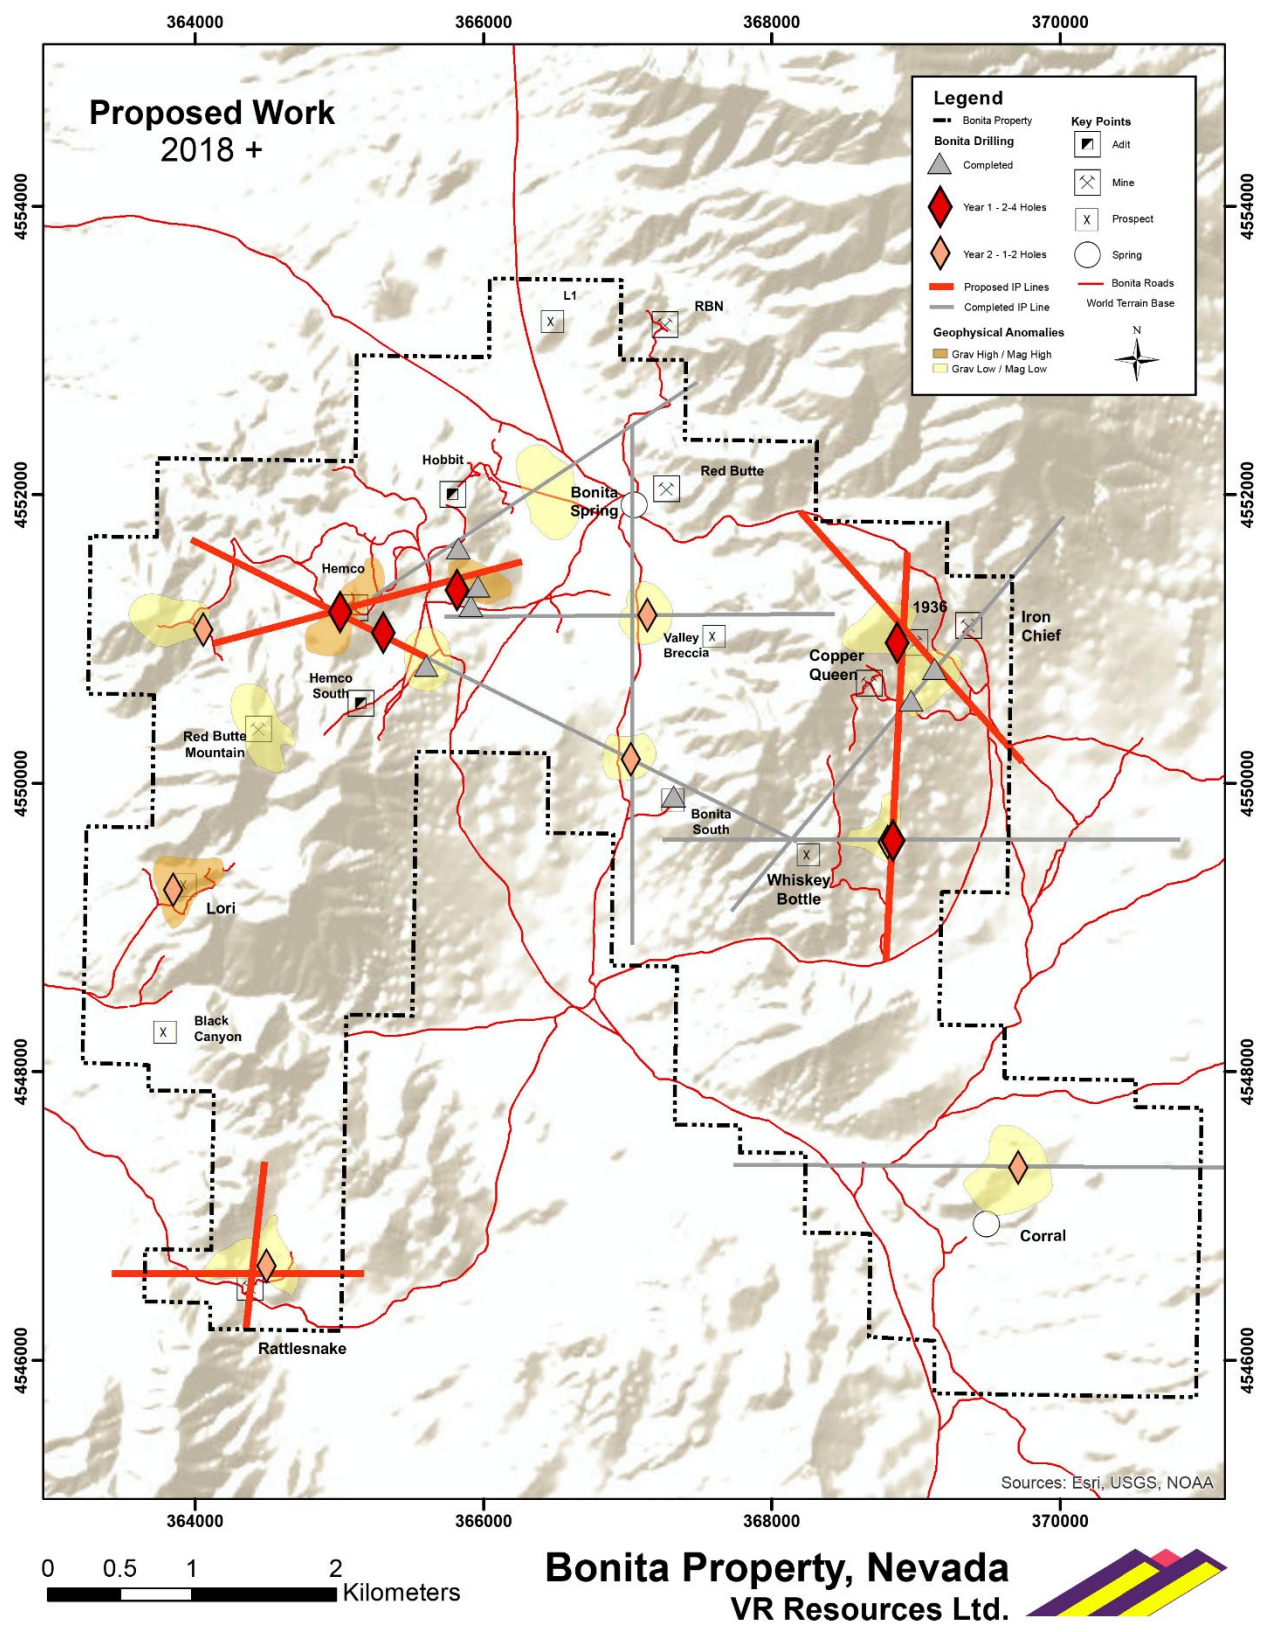 364000
366000
368000
370000
Proposed Work
2018 +
Legend
Bonita Property
Bonita Drilling
Completed
Year 1 - 2-4 Holes
Year 2 - 1-2 Holes
Proposed IP Lines
Completed IP Line
Geophysical Anomalies
Grav High / Mag High
Grav Low / Mag Low
Key Points
Adit
Mine
X
Prospect
Spring
Bonita Roads
World Terrain Base
N
4554000
4554000
L1
X
RBN
Hobbit
Red Butte
Bonita
Spring
4552000
4552000
Hemco
1936
Iron
Chief
Valley
Breccia
X
Copper
Queen
Hemco
South
Red Butte
Mountain
4550000
4550000
Bonita
South
X
Whiskey
Bottle
Lori
Black
Canyon
X
4548000
4548000
Corral
Rattlesnake
4546000
4546000
Sources: Esri, USGS, NOAA
364000
366000
368000
370000
0
0.5
1
2
Kilometers
Bonita Property, Nevada
VR Resources Ltd.